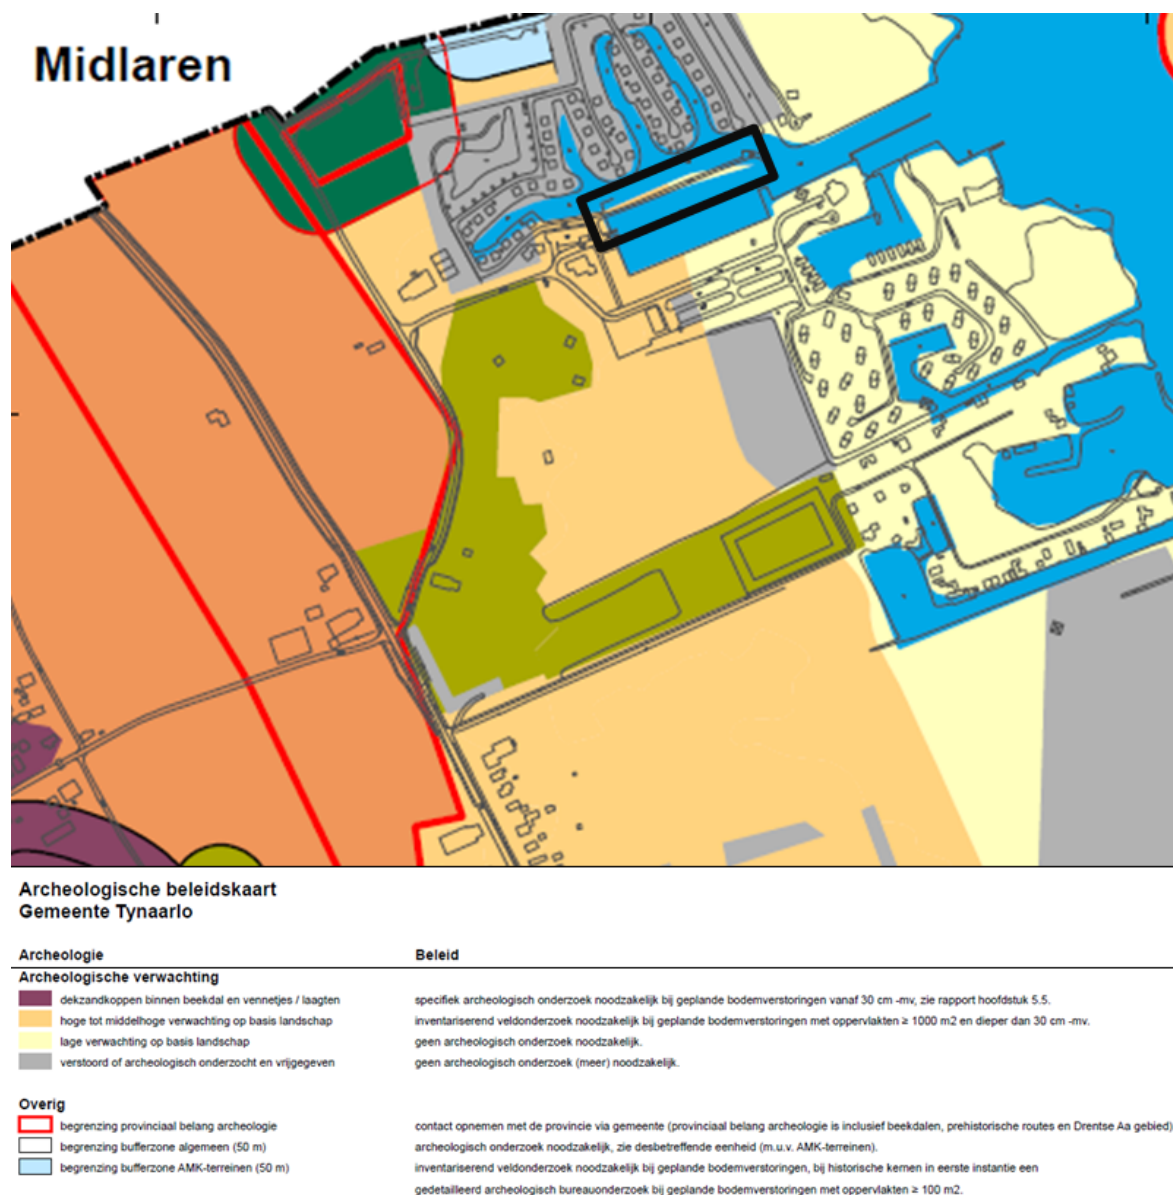 Midlaren
Archeologische beleidskaart
Gemeente Tynaarlo
Archeologie Beleid
Archeologische verwachting
dekzandkoppen binnen beekdal en vennetjes / laagten specifiek archeologisch onderzoek noodzakelijk bij geplande bodemverstoringen vanaf 30 cm -mv, zie rapport hoofdstuk 5.5.
hoge tot middelhoge verwachting op basis landschap inventariserend veldonderzoek noodzakelijk bij geplande bodemverstoringen met oppervlakten ≥ 1000 m2 en dieper dan 30 cm -mv.
lage verwachting op basis landschap geen archeologisch onderzoek noodzakelijk.
verstoord of archeologisch onderzocht en vrijgegeven geen archeologisch onderzoek (meer) noodzakelijk.
Overig
begrenzing provinciaal belang archeologie contact opnemen met de provincie via gemeente (provinciaal belang archeologie is inclusief beekdalen, prehistorische routes en Drentse Aa gebied)
begrenzing bufferzone algemeen (50 m) archeologisch onderzoek noodzakelijk, zie desbetreffende eenheid (m.u.v. AMK-terreinen).
begrenzing bufferzone AMK-terreinen (50 m) inventariserend veldonderzoek noodzakelijk bij geplande bodemverstoringen, bij historische kernen in eerste instantie een
gedetailleerd archeologisch bureauonderzoek bij geplande bodemverstoringen met oppervlakten ≥ 100 m2.